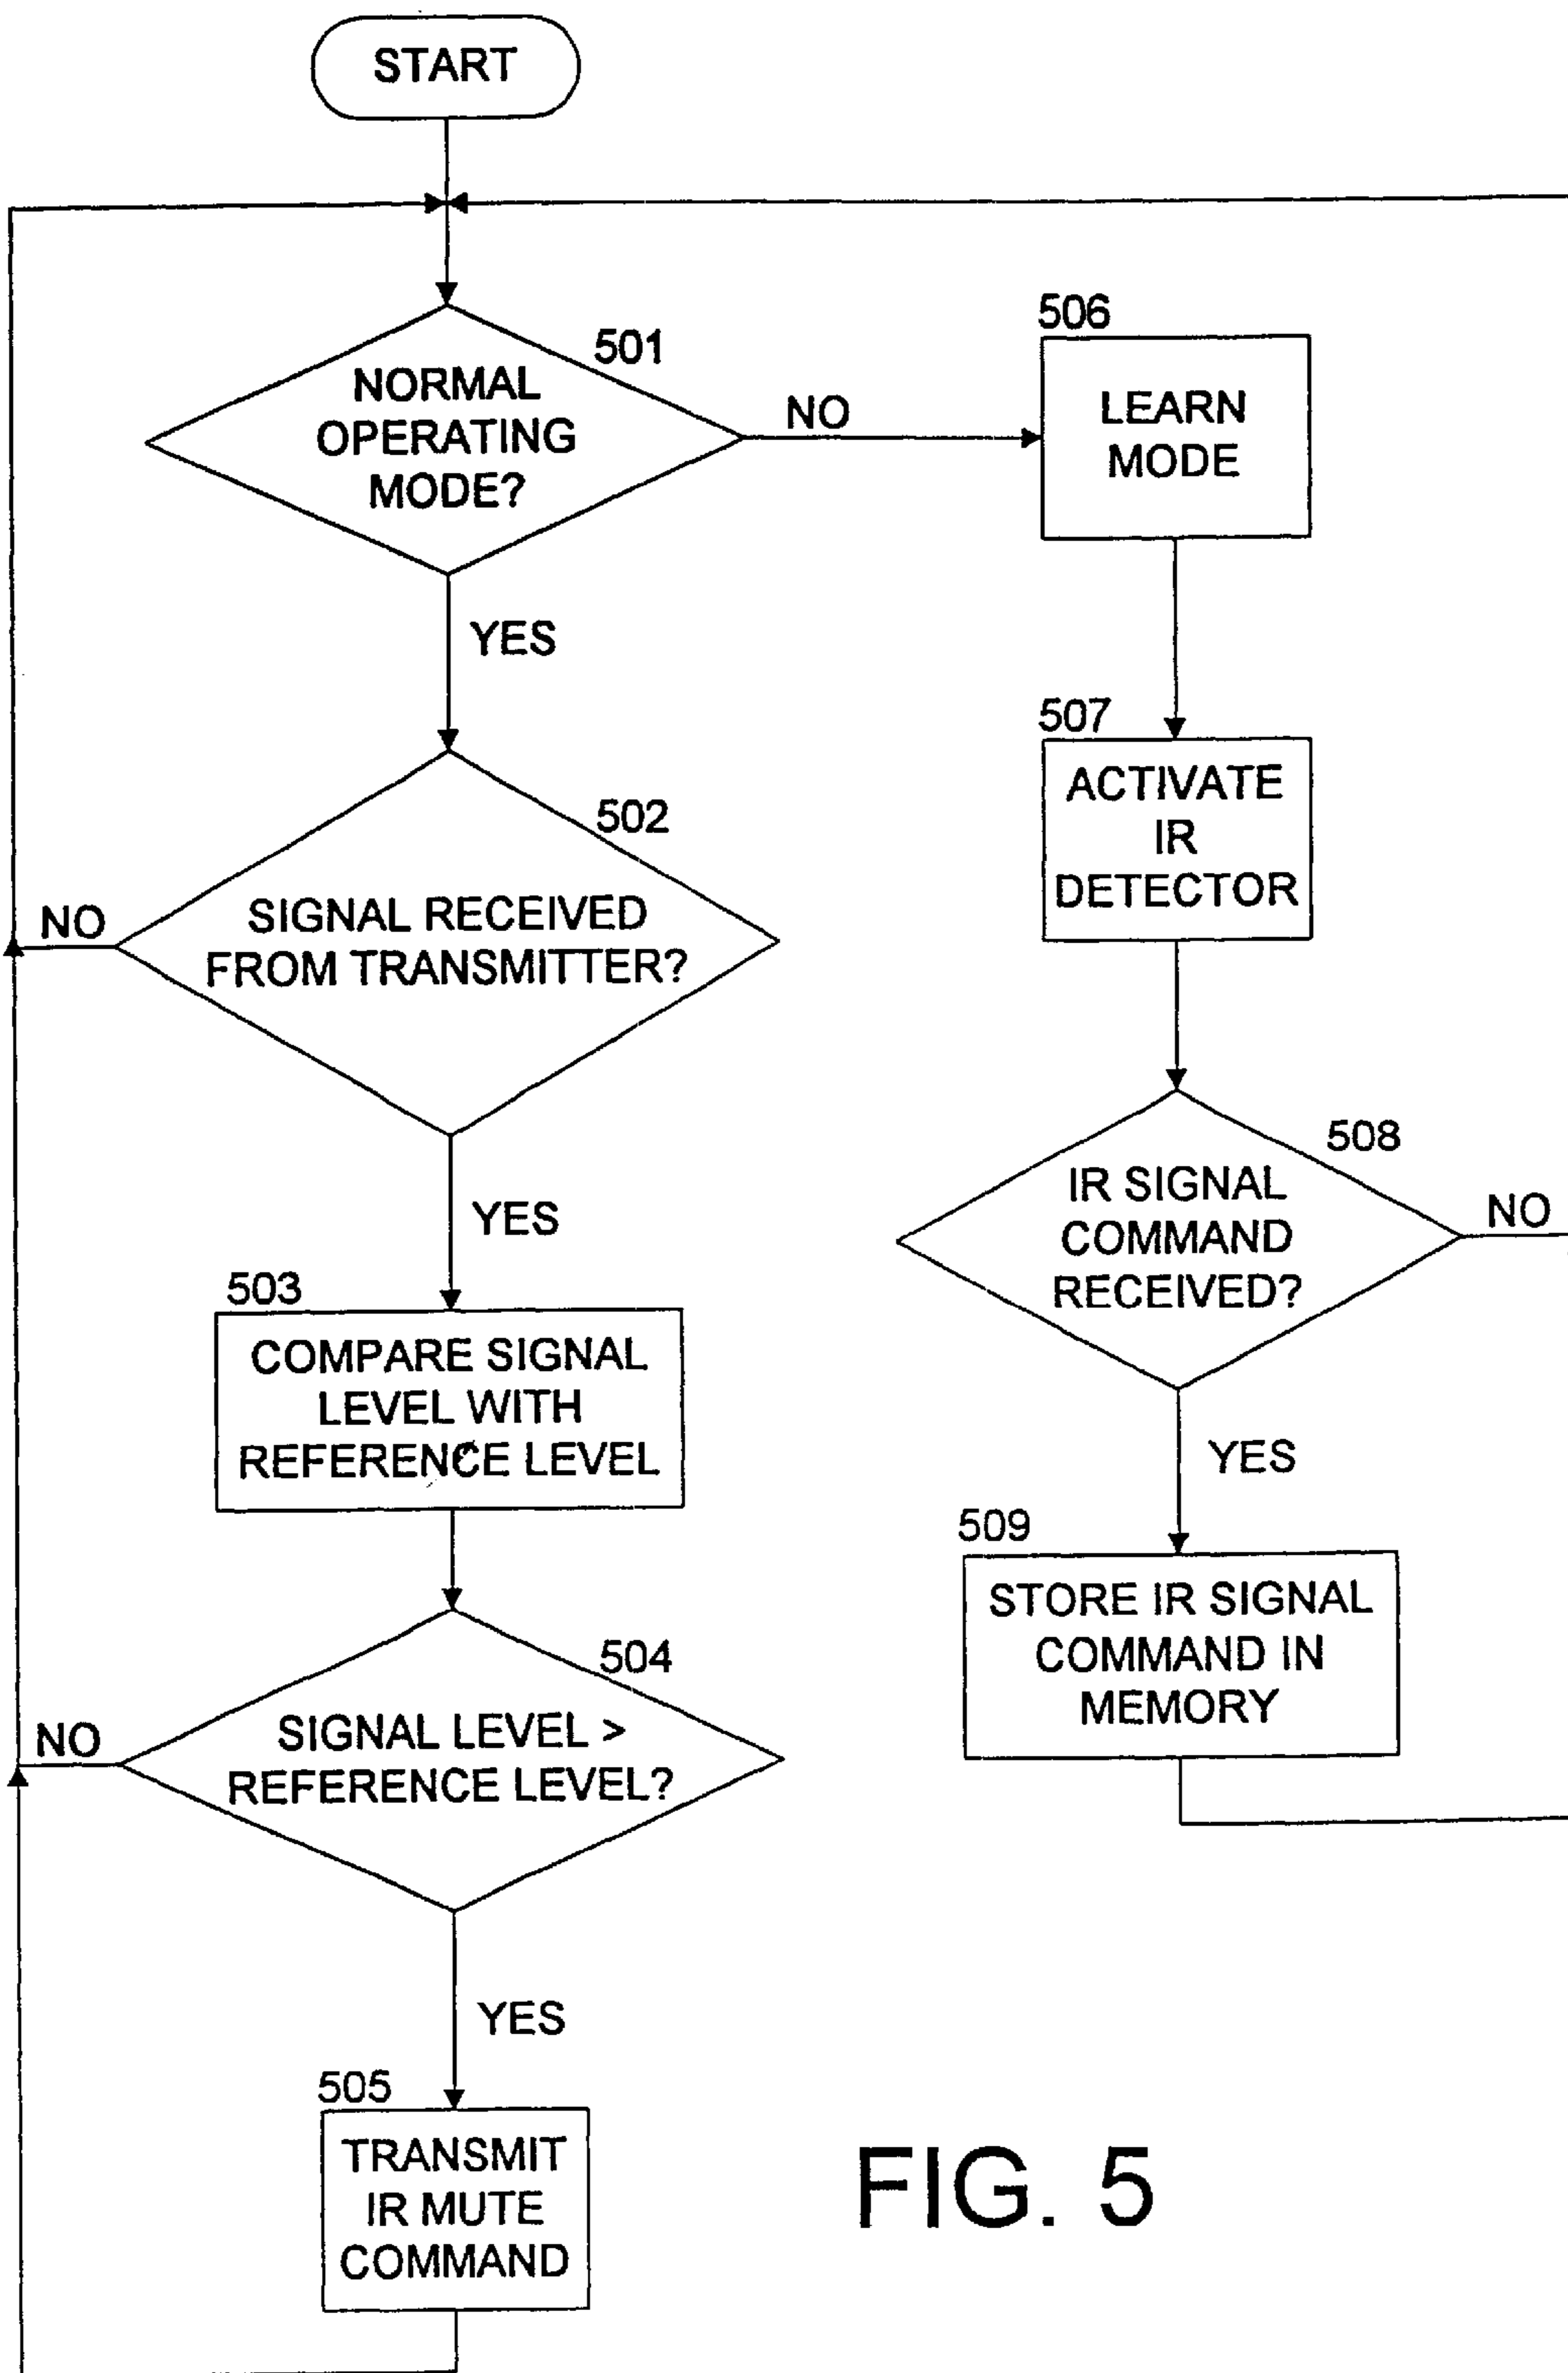 START
501
NORMAL
OPERATING
MODE?
NO
YES
502
SIGNAL RECEIVED
FROM TRANSMITTER?
NO
YES
503
COMPARE SIGNAL
LEVEL WITH
REFERENCE LEVEL
504
SIGNAL LEVEL >
REFERENCE LEVEL?
NO
YES
505
TRANSMIT
IR MUTE
COMMAND
506
LEARN
MODE
507
ACTIVATE
IR
DETECTOR
508
IR SIGNAL
COMMAND
RECEIVED?
NO
YES
509
STORE IR SIGNAL
COMMAND IN
MEMORY
FIG. 5